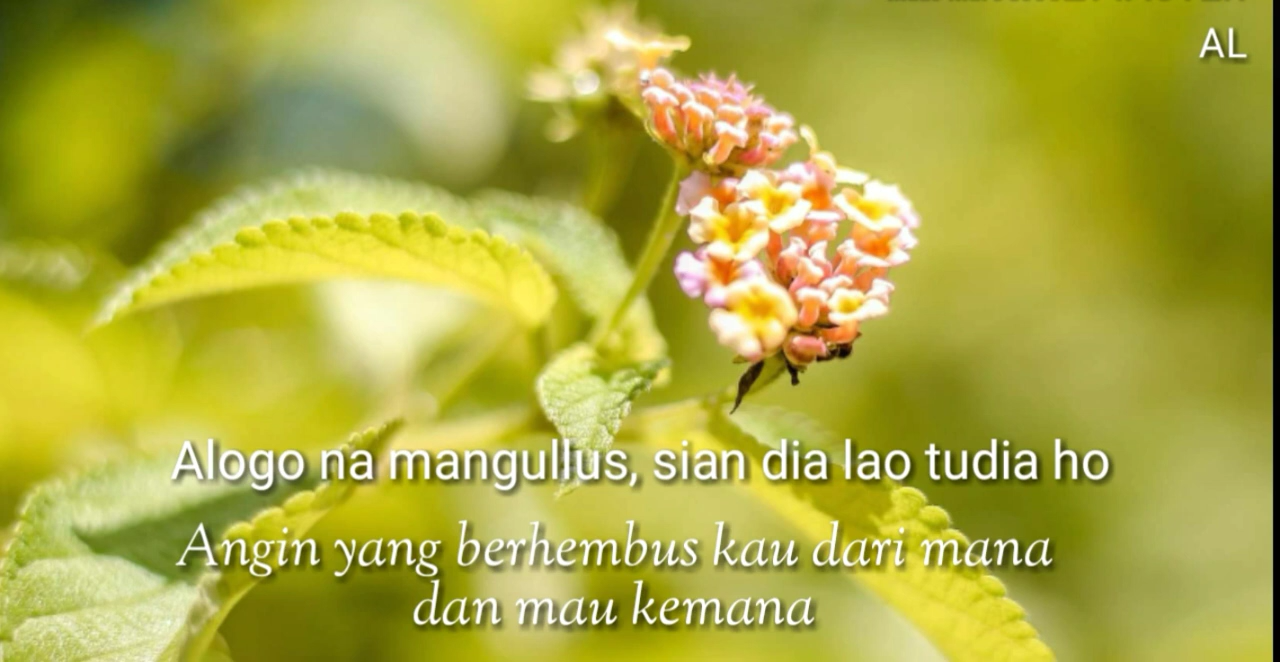 AL
Alogo na mangullus, sian dia lao tudia ho
Angin yang berhembus kau dari mana
dan mau kemana